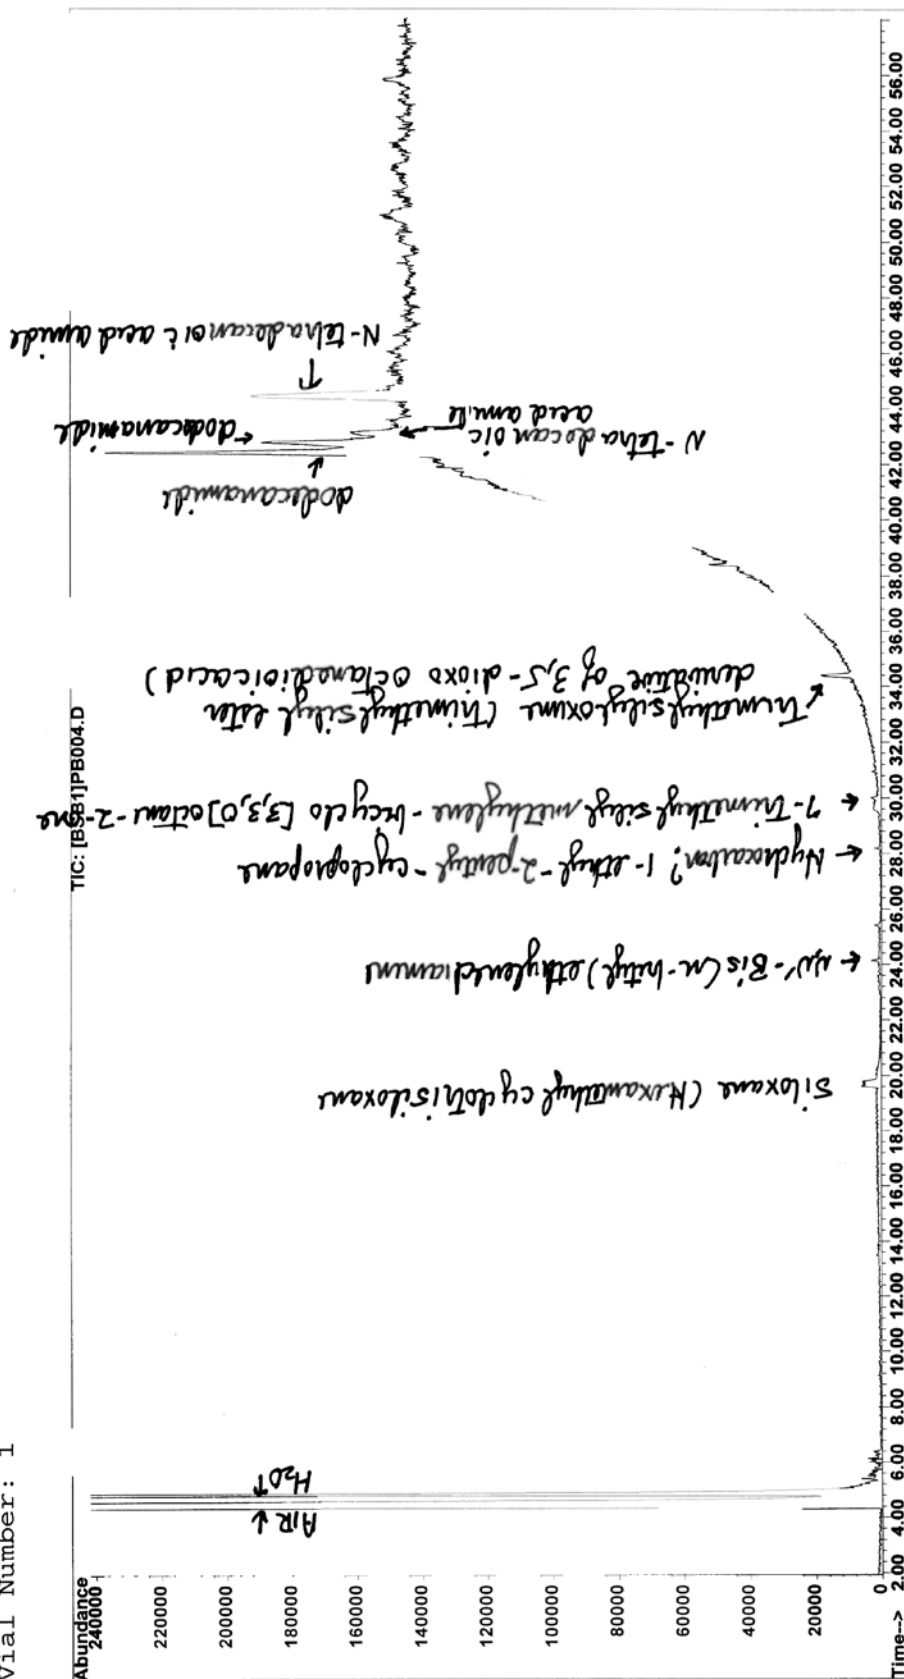 Vial Number: 1
Abundance
TIC: [BSB1]PB004.D
240000
220000
200000
180000
160000
140000
120000
100000
80000
60000
40000
20000
0
Time-->
2.00 4.00 6.00 8.00 10.00 12.00 14.00 16.00 18.00 20.00 22.00 24.00 26.00 28.00 30.00 32.00 34.00 36.00 38.00 40.00 42.00 44.00 46.00 48.00 50.00 52.00 54.00 56.00
AIR ↓
H2O↑
Siloxane (Hexamethyl cyclotrisiloxane
N,N'-Bis(n-butyl) ethylenediamine
Hydrocarbon? 1-ethyl-2-pentyl-cyclopropane
7-Trimethylsilyl methylene-bicyclo [3,3,0] octane-2-one
Trimethylsilyloxime (trimethylsilyl ester
derivative of 3,5-dioxo octanedioic acid)
dodecanamide
dodecanamide
N-tetradecanoic
acid amide
N-tetradecanoic acid amide